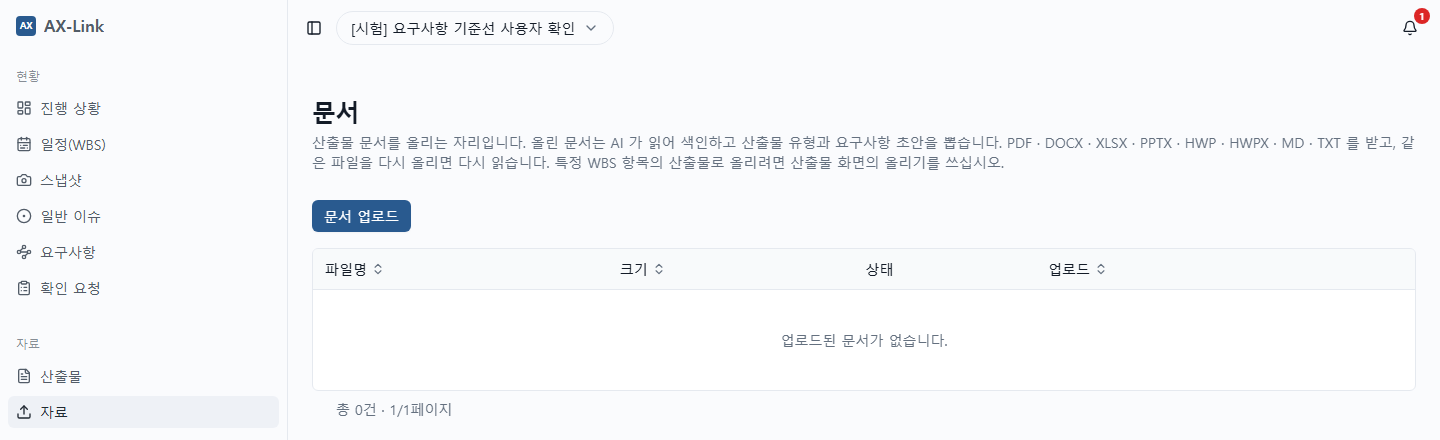 AX AX-Link
[시험] 요구사항 기준선 사용자 확인
1
현황
진행 상황
일정(WBS)
스냅샷
일반 이슈
요구사항
확인 요청
자료
산출물
자료
문서
산출물 문서를 올리는 자리입니다. 올린 문서는 AI 가 읽어 색인하고 산출물 유형과 요구사항 초안을 뽑습니다. PDF · DOCX · XLSX · PPTX · HWP · HWPX · MD · TXT 를 받고, 같
은 파일을 다시 올리면 다시 읽습니다. 특정 WBS 항목의 산출물로 올리려면 산출물 화면의 올리기를 쓰십시오.
문서 업로드
파일명 크기 상태 업로드
업로드된 문서가 없습니다.
총 0건 · 1/1페이지